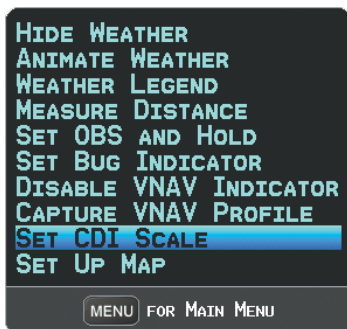 Hide Weather
Animate Weather
Weather Legend
Measure Distance
Set OBS and Hold
Set Bug Indicator
Disable VNAV Indicator
Capture VNAV Profile
Set CDI Scale
Set Up Map
MENU for Main Menu